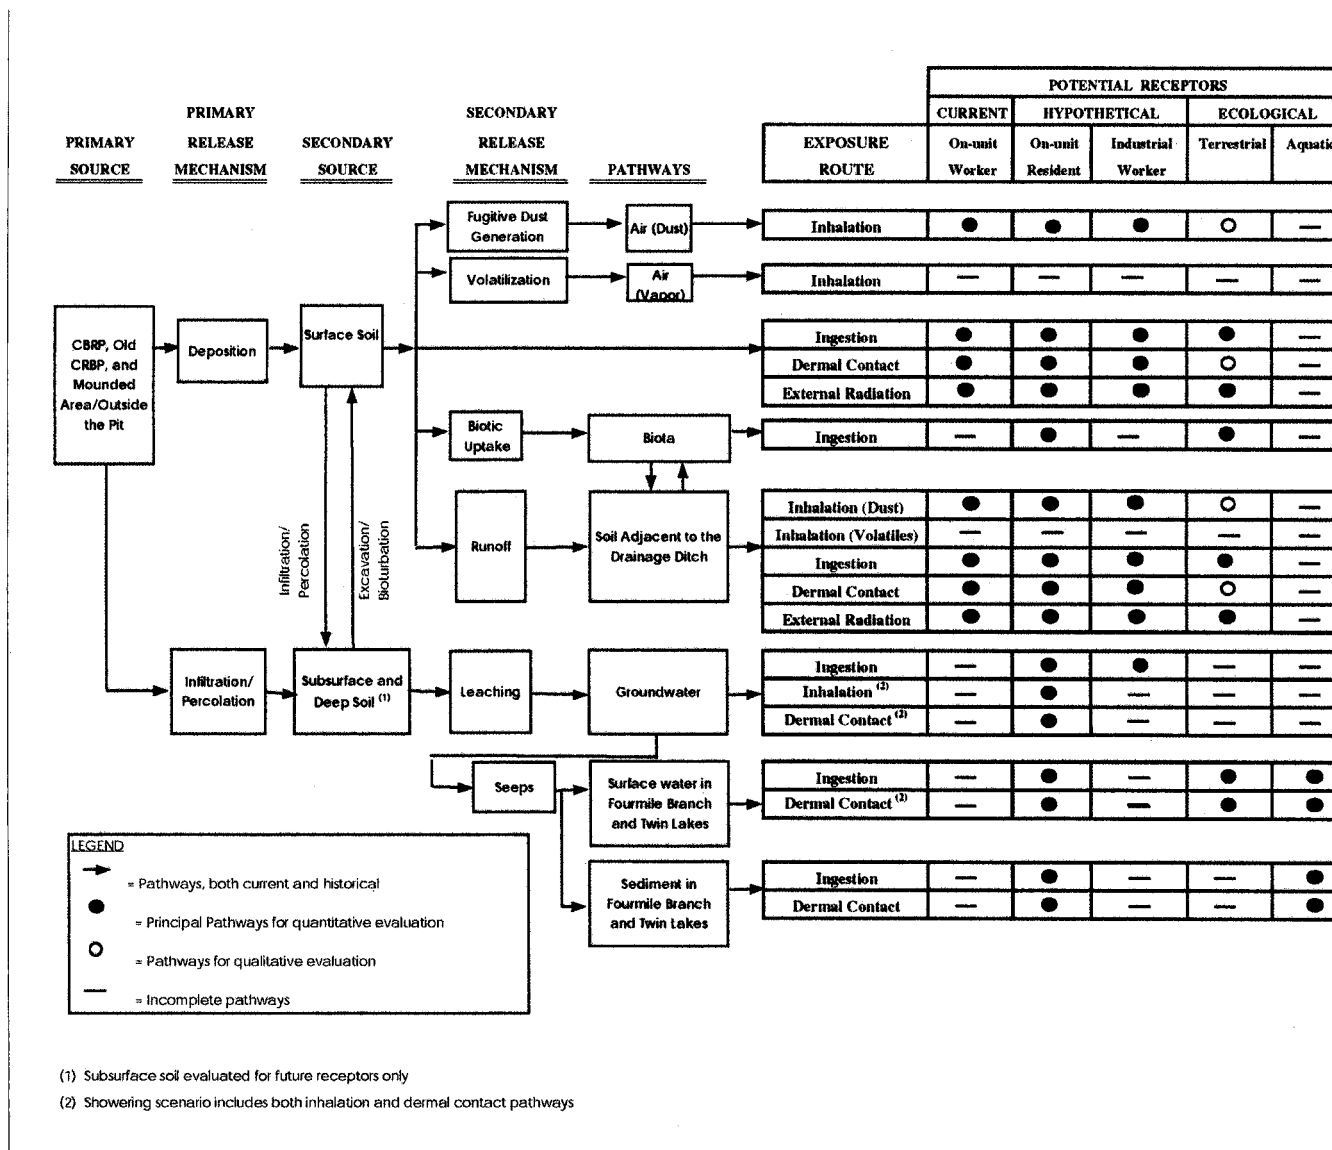 POTENTIAL RECEPTORS
CURRENT HYPOTHETICAL ECOLOGICAL
PRIMARY SOURCE
PRIMARY RELEASE MECHANISM
SECONDARY SOURCE
SECONDARY RELEASE MECHANISM
PATHWAYS
EXPOSURE ROUTE
On-unit Worker
On-unit Resident
Industrial Worker
Terrestrial
Aquatic
Fugitive Dust
Generation
Air (Dust)
Inhalation
Volatilization
Air
(Vapor)
Inhalation
CBRP, Old
CRBP, and
Mounded
Area/Outside
the Pit
Deposition
Surface Soil
Ingestion
Dermal Contact
External Radiation
Biotic
Uptake
Biota
Ingestion
Infiltration/
Percolation
Excavation/
Bioturbation
Runoff
Soil Adjacent to the
Drainage Ditch
Inhalation (Dust)
Inhalation (Volatiles)
Ingestion
Dermal Contact
External Radiation
Infiltration/
Percolation
Subsurface and
Deep Soil (1)
Leaching
Groundwater
Ingestion
Inhalation (2)
Dermal Contact (2)
Seeps
Surface water in
Fourmile Branch
and Twin Lakes
Ingestion
Dermal Contact (2)
Sediment in
Fourmile Branch
and Twin Lakes
Ingestion
Dermal Contact
LEGEND
= Pathways, both current and historical
= Principal Pathways for quantitative evaluation
= Pathways for qualitative evaluation
= Incomplete pathways
(1) Subsurface soil evaluated for future receptors only
(2) Showering scenario includes both inhalation and dermal contact pathways